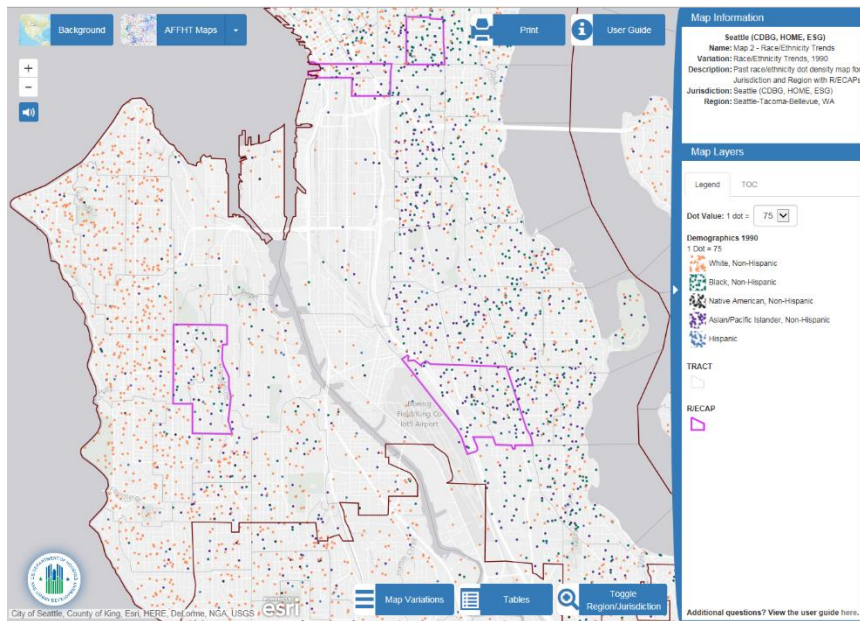 Background
AFFHT Maps
Print
User Guide
+
−
Boeing
Field/King Co
Int'l Airport
Map Variations
Tables
Toggle
Region/Jurisdiction
City of Seattle, County of King, Esri, HERE, DeLorme, NGA, USGS
esri
Map Information
Seattle (CDBG, HOME, ESG)
Name: Map 2 - Race/Ethnicity Trends
Variation: Race/Ethnicity Trends, 1990
Description: Past race/ethnicity dot density map for
Jurisdiction and Region with R/ECAPs
Jurisdiction: Seattle (CDBG, HOME, ESG)
Region: Seattle-Tacoma-Bellevue, WA
Map Layers
Legend
TOC
Dot Value: 1 dot =
75
Demographics 1990
1 Dot = 75
White, Non-Hispanic
Black, Non-Hispanic
Native American, Non-Hispanic
Asian/Pacific Islander, Non-Hispanic
Hispanic
TRACT
R/ECAP
Additional questions? View the user guide here.